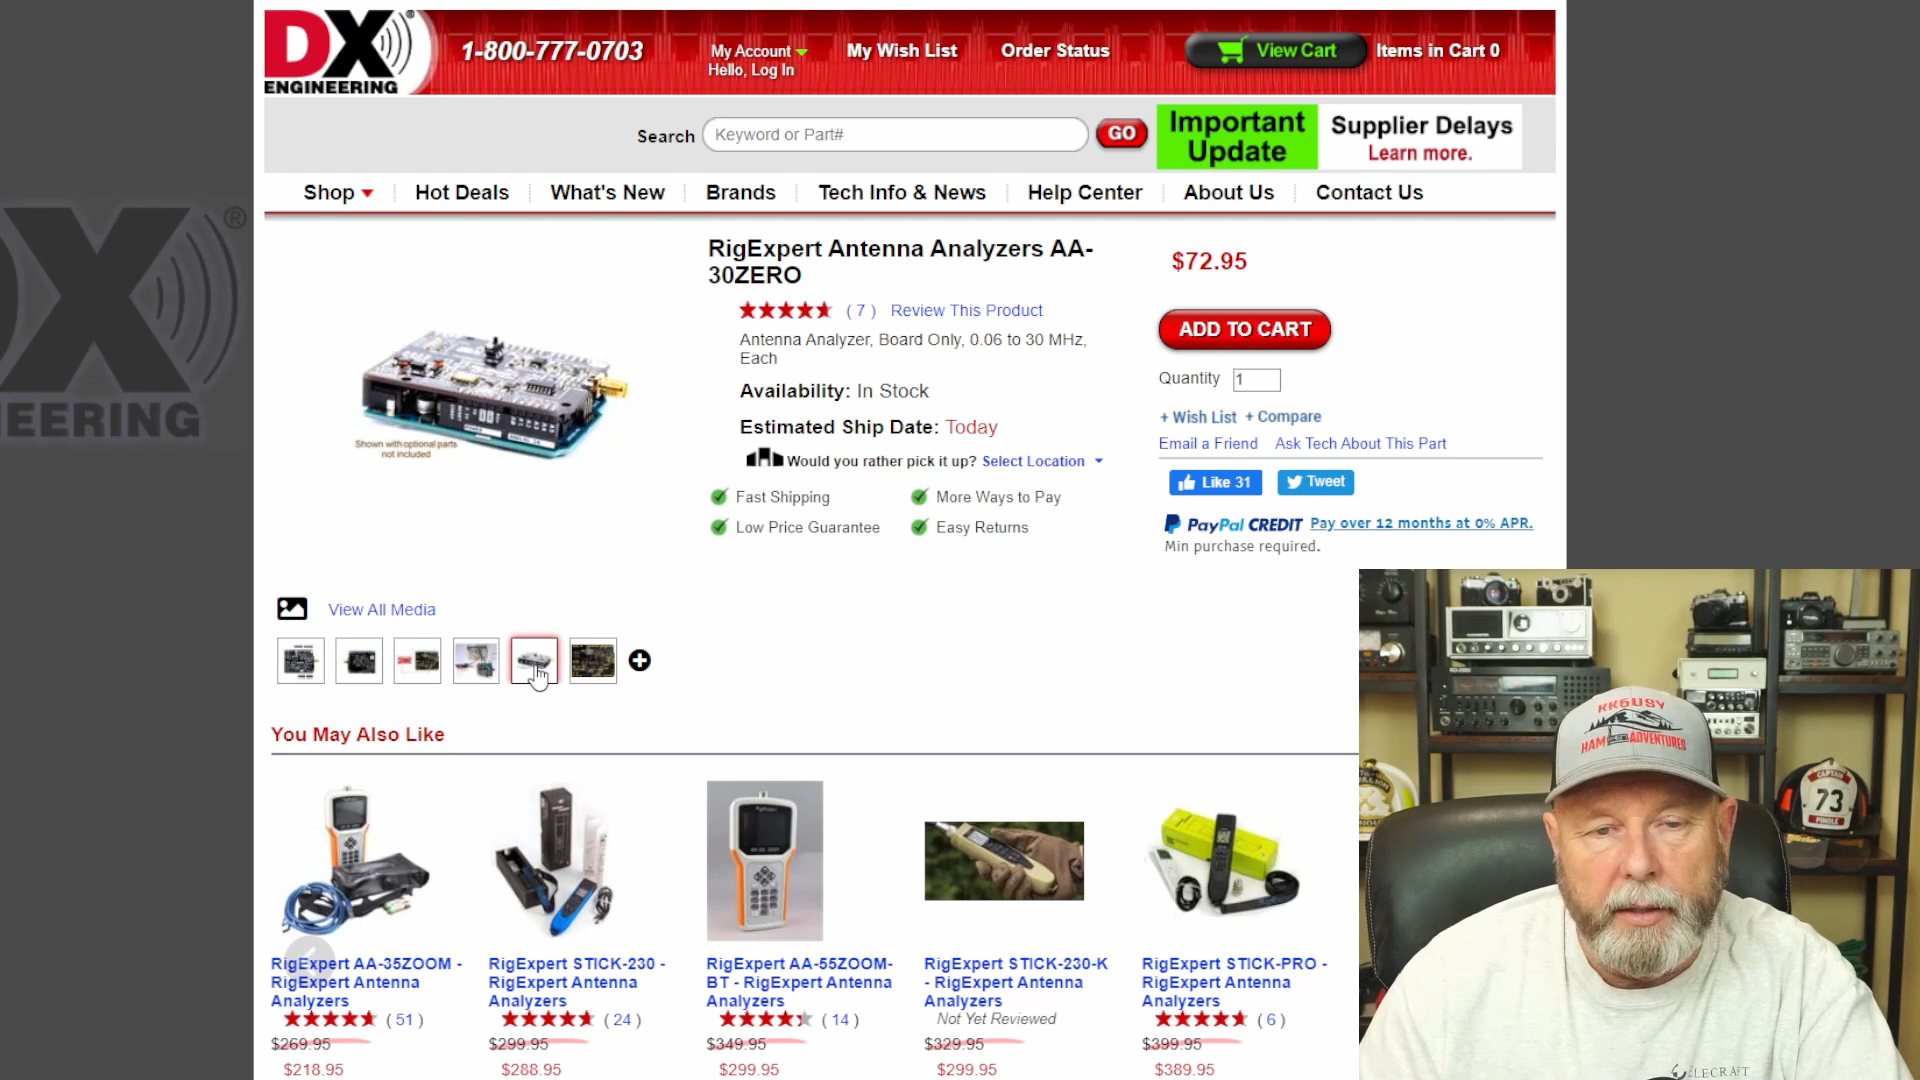 DX
®
ENGINEERING
1-800-777-0703
My Account
Hello, Log In
My Wish List
Order Status
View Cart
Items in Cart 0
Search
Keyword or Part#
GO
Important
Update
Supplier Delays
Learn more.
Shop
Hot Deals
What's New
Brands
Tech Info & News
Help Center
About Us
Contact Us
X
®
NEERING
RigExpert Antenna Analyzers AA-
30ZERO
( 7 ) Review This Product
Antenna Analyzer, Board Only, 0.06 to 30 MHz,
Each
Availability: In Stock
Estimated Ship Date: Today
Would you rather pick it up? Select Location
Fast Shipping
More Ways to Pay
Low Price Guarantee
Easy Returns
$72.95
ADD TO CART
Quantity 1
+ Wish List + Compare
Email a Friend Ask Tech About This Part
Like 31
Tweet
PayPal CREDIT Pay over 12 months at 0% APR.
Min purchase required.
Shown with optional parts
not included
View All Media
You May Also Like
RigExpert AA-35ZOOM -
RigExpert Antenna
Analyzers
( 51 )
$269.95
$218.95
RigExpert STICK-230 -
RigExpert Antenna
Analyzers
( 24 )
$299.95
$288.95
RigExpert AA-55ZOOM-
BT - RigExpert Antenna
Analyzers
( 14 )
$349.95
$299.95
RigExpert STICK-230-K
- RigExpert Antenna
Analyzers
Not Yet Reviewed
$329.95
$299.95
RigExpert STICK-PRO -
RigExpert Antenna
Analyzers
( 6 )
$399.95
$389.95
KK6USY
HAM ADVENTURES
CAPTAIN
73
PINOLE
ELECRAFT